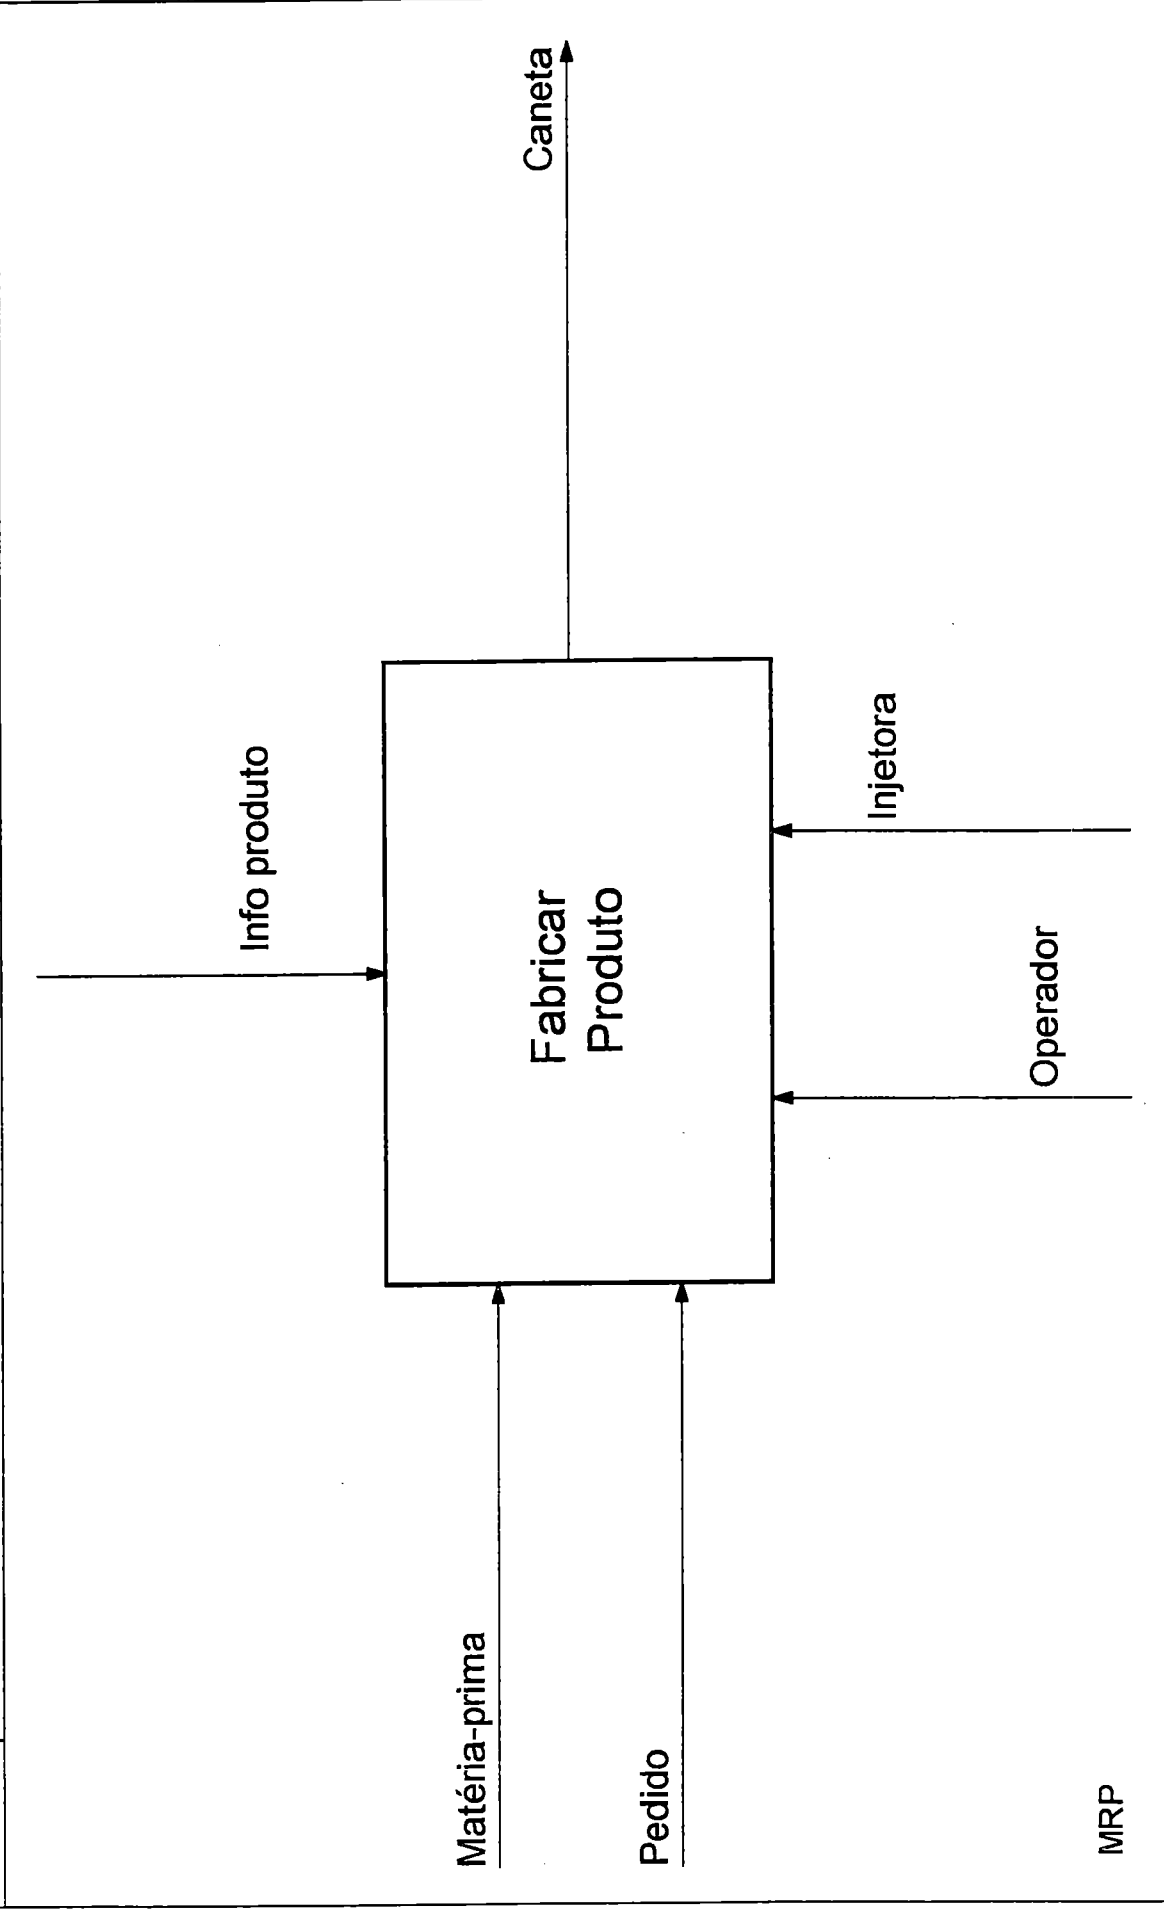 Info produto
Caneta
Fabricar
Produto
Matéria-prima
Pedido
Injetora
Operador
MRP